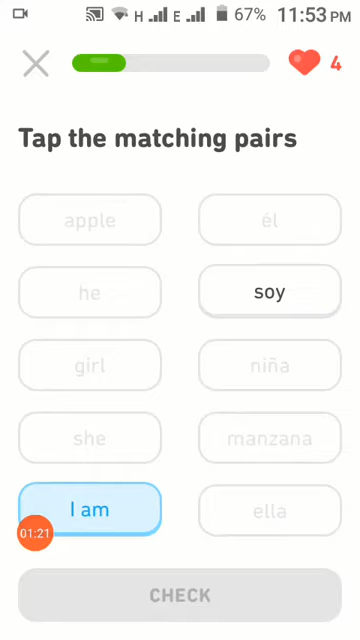 H E 67% 11:53 PM
4
Tap the matching pairs
apple él
he soy
girl niña
she manzana
I am ella
01:21
CHECK